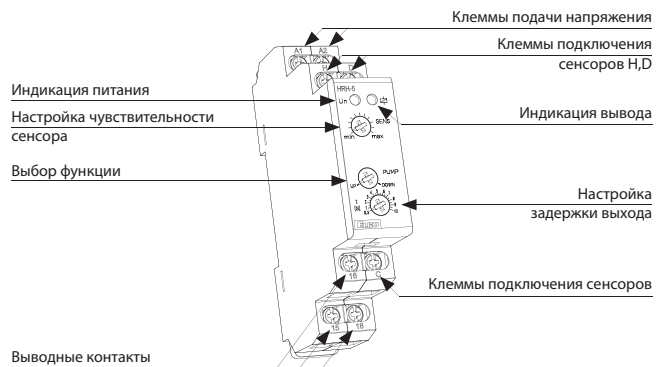 Клеммы подачи напряжения
A1 A2
Клеммы подключения
сенсоров H,D
H D
HRH-5
Индикация питания
Un
Индикация вывода
Настройка чувствительности
сенсора
SENS
min max
Выбор функции
PUMP
UP DOWN
Настройка
задержки выхода
16 C
Клеммы подключения сенсоров
15 18
Выводные контакты